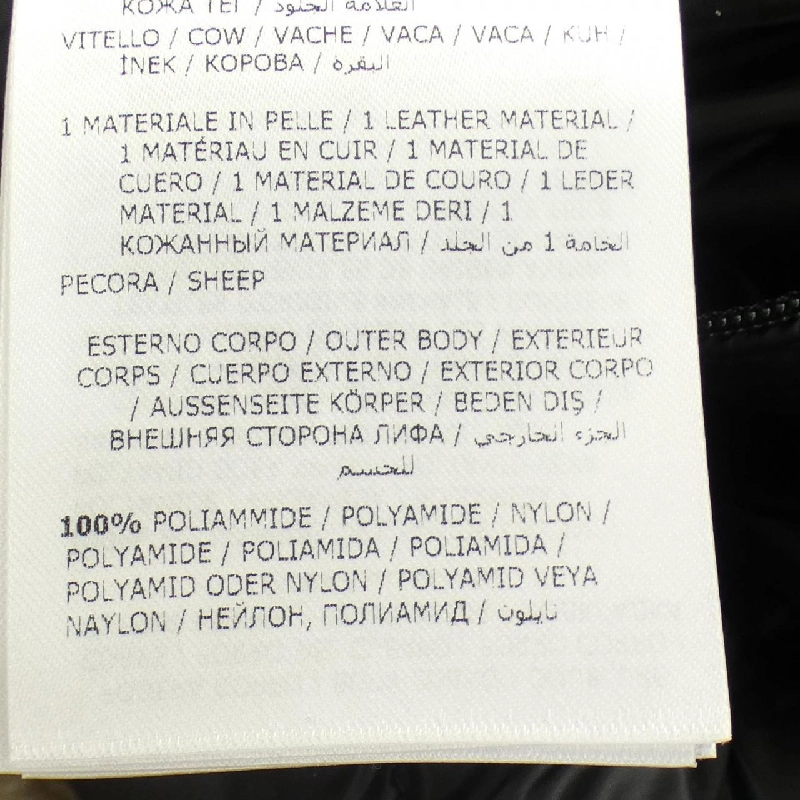 КОЖА ТЕГ / العلامة الجلود
VITELLO / COW / VACHE / VACA / VACA / KUH /
İNEK / КОРОВА / البقرة
1 MATERIALE IN PELLE / 1 LEATHER MATERIAL /
1 MATÉRIAU EN CUIR / 1 MATERIAL DE
CUERO / 1 MATERIAL DE COURO / 1 LEDER
MATERIAL / 1 MALZEME DERI / 1
КОЖАННЫЙ МАТЕРИАЛ / الخامة 1 من الجلد
PECORA / SHEEP
ESTERNO CORPO / OUTER BODY / EXTERIEUR
CORPS / CUERPO EXTERNO / EXTERIOR CORPO
/ AUSSENSEITE KÖRPER / BEDEN DIŞ /
ВНЕШНЯЯ СТОРОНА ЛИФА / الجزء الخارجي
للجسم
100% POLIAMMIDE / POLYAMIDE / NYLON /
POLYAMIDE / POLIAMIDA / POLIAMIDA /
POLYAMID ODER NYLON / POLYAMID VEYA
NAYLON / НЕЙЛОН, ПОЛИАМИД / نايلون